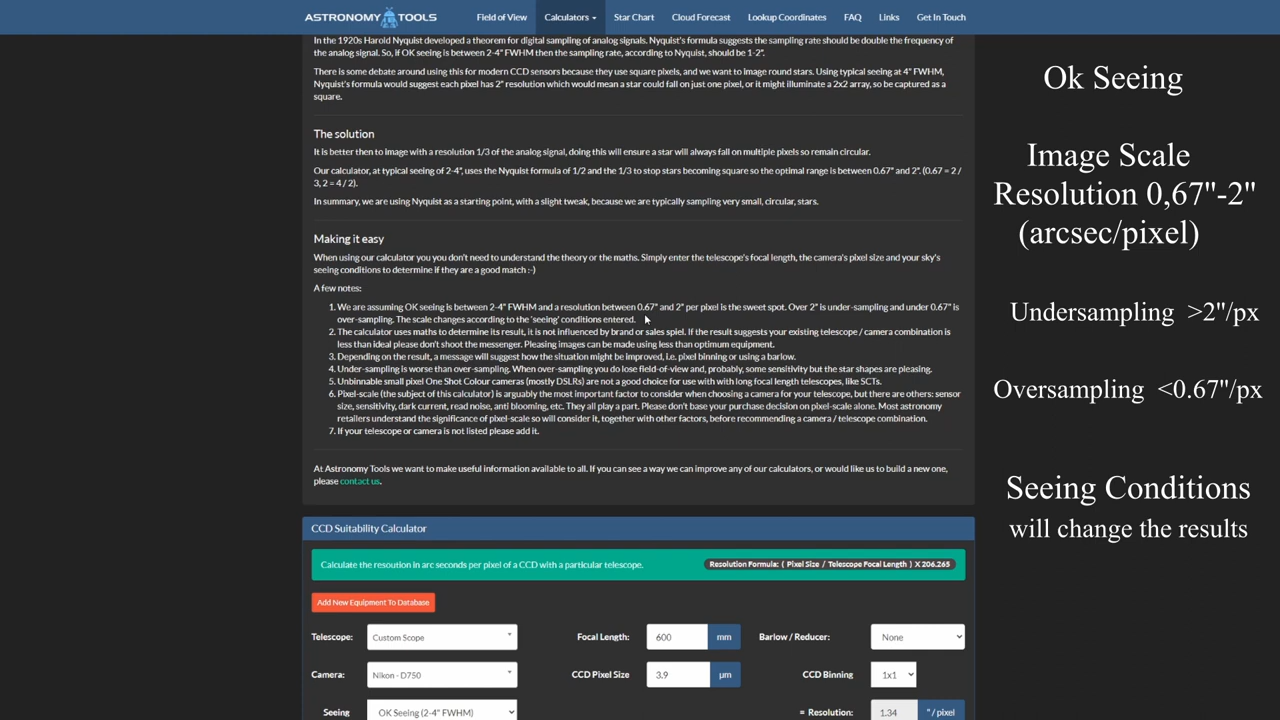 ASTRONOMY TOOLS
Field of View
Calculators
Star Chart
Cloud Forecast
Lookup Coordinates
FAQ
Links
Get In Touch
In the 1920s Harold Nyquist developed a theorem for digital sampling of analog signals. Nyquist's formula suggests the sampling rate should be double the frequency of
the analog signal. So, if OK seeing is between 2-4" FWHM then the sampling rate, according to Nyquist, should be 1-2".
There is some debate around using this for modern CCD sensors because they use square pixels, and we want to image round stars. Using typical seeing at 4" FWHM,
Nyquist's formula would suggest each pixel has 2" resolution which would mean a star could fall on just one pixel, or it might illuminate a 2x2 array, so be captured as a
square.
The solution
It is better then to image with a resolution 1/3 of the analog signal, doing this will ensure a star will always fall on multiple pixels so remain circular.
Our calculator, at typical seeing of 2-4", uses the Nyquist formula of 1/2 and the 1/3 to stop stars becoming square so the optimal range is between 0.67" and 2". (0.67 = 2 /
3, 2 = 4 / 2).
In summary, we are using Nyquist as a starting point, with a slight tweak, because we are typically sampling very small, circular, stars.
Making it easy
When using our calculator you you don't need to understand the theory or the maths. Simply enter the telescope's focal length, the camera's pixel size and your sky's
seeing conditions to determine if they are a good match :-)
A few notes:
1. We are assuming OK seeing is between 2-4" FWHM and a resolution between 0.67" and 2" per pixel is the sweet spot. Over 2" is under-sampling and under 0.67" is
over-sampling. The scale changes according to the 'seeing' conditions entered.
2. The calculator uses maths to determine its result, it is not influenced by brand or sales spiel. If the result suggests your existing telescope / camera combination is
less than ideal please don't shoot the messenger. Pleasing images can be made using less than optimum equipment.
3. Depending on the result, a message will suggest how the situation might be improved, i.e. pixel binning or using a barlow.
4. Under-sampling is worse than over-sampling. When over-sampling you do lose field-of-view and, probably, some sensitivity but the star shapes are pleasing.
5. Unbinnable small pixel One Shot Colour cameras (mostly DSLRs) are not a good choice for use with with long focal length telescopes, like SCTs.
6. Pixel-scale (the subject of this calculator) is arguably the most important factor to consider when choosing a camera for your telescope, but there are others: sensor
size, sensitivity, dark current, read noise, anti blooming, etc. They all play a part. Please don't base your purchase decision on pixel-scale alone. Most astronomy
retailers understand the significance of pixel-scale so will consider it, together with other factors, before recommending a camera / telescope combination.
7. If your telescope or camera is not listed please add it.
At Astronomy Tools we want to make useful information available to all. If you can see a way we can improve any of our calculators, or would like us to build a new one,
please contact us.
CCD Suitability Calculator
Calculate the resoution in arc seconds per pixel of a CCD with a particular telescope.
Resolution Formula: ( Pixel Size / Telescope Focal Length ) X 206.265
Add New Equipment To Database
Telescope: Custom Scope
Focal Length: 600 mm
Barlow / Reducer: None
Camera: Nikon - D750
CCD Pixel Size 3.9 µm
CCD Binning 1x1
Seeing OK Seeing (2-4" FWHM)
= Resolution: 1.34 " / pixel
Ok Seeing
Image Scale
Resolution 0,67"-2"
(arcsec/pixel)
Undersampling >2"/px
Oversampling <0.67"/px
Seeing Conditions
will change the results